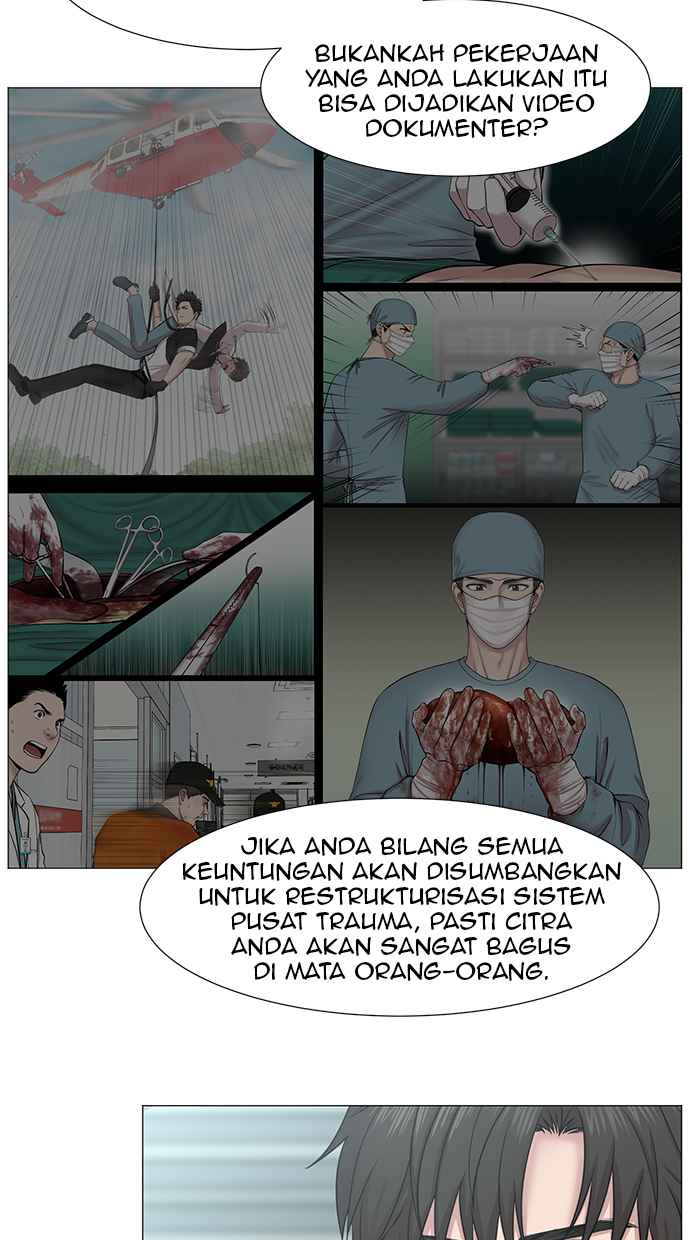 BUKANKAH PEKERJAAN
YANG ANDA LAKUKAN ITU
BISA DIJADIKAN VIDEO
DOKUMENTER?
JIKA ANDA BILANG SEMUA
KEUNTUNGAN AKAN DISUMBANGKAN
UNTUK RESTRUKTURISASI SISTEM
PUSAT TRAUMA, PASTI CITRA
ANDA AKAN SANGAT BAGUS
DI MATA ORANG-ORANG.